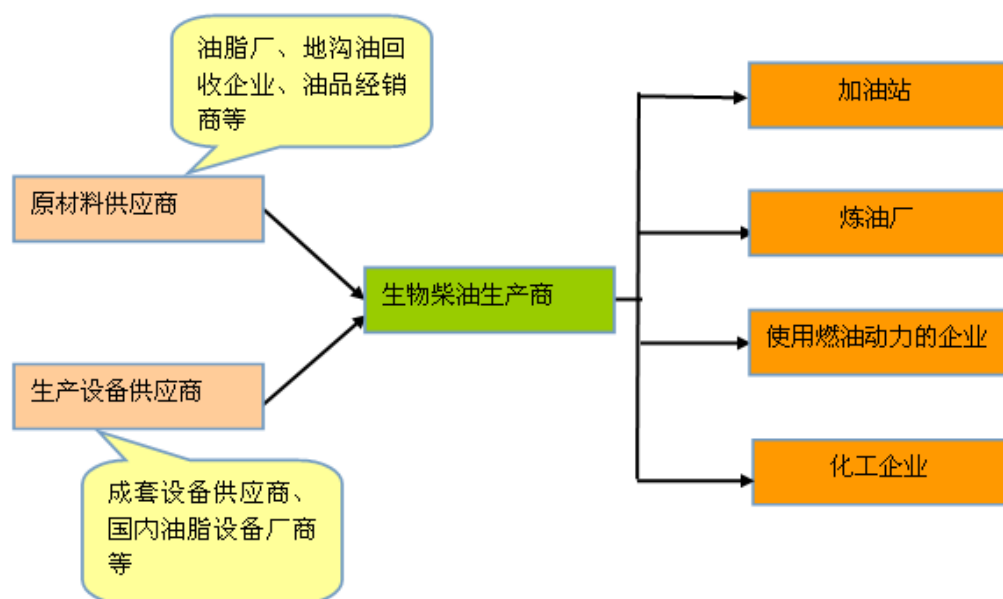 油脂厂、地沟油回
收企业、油品经销
商等
原材料供应商
生物柴油生产商
生产设备供应商
成套设备供应商、
国内油脂设备厂商
等
加油站
炼油厂
使用燃油动力的企业
化工企业